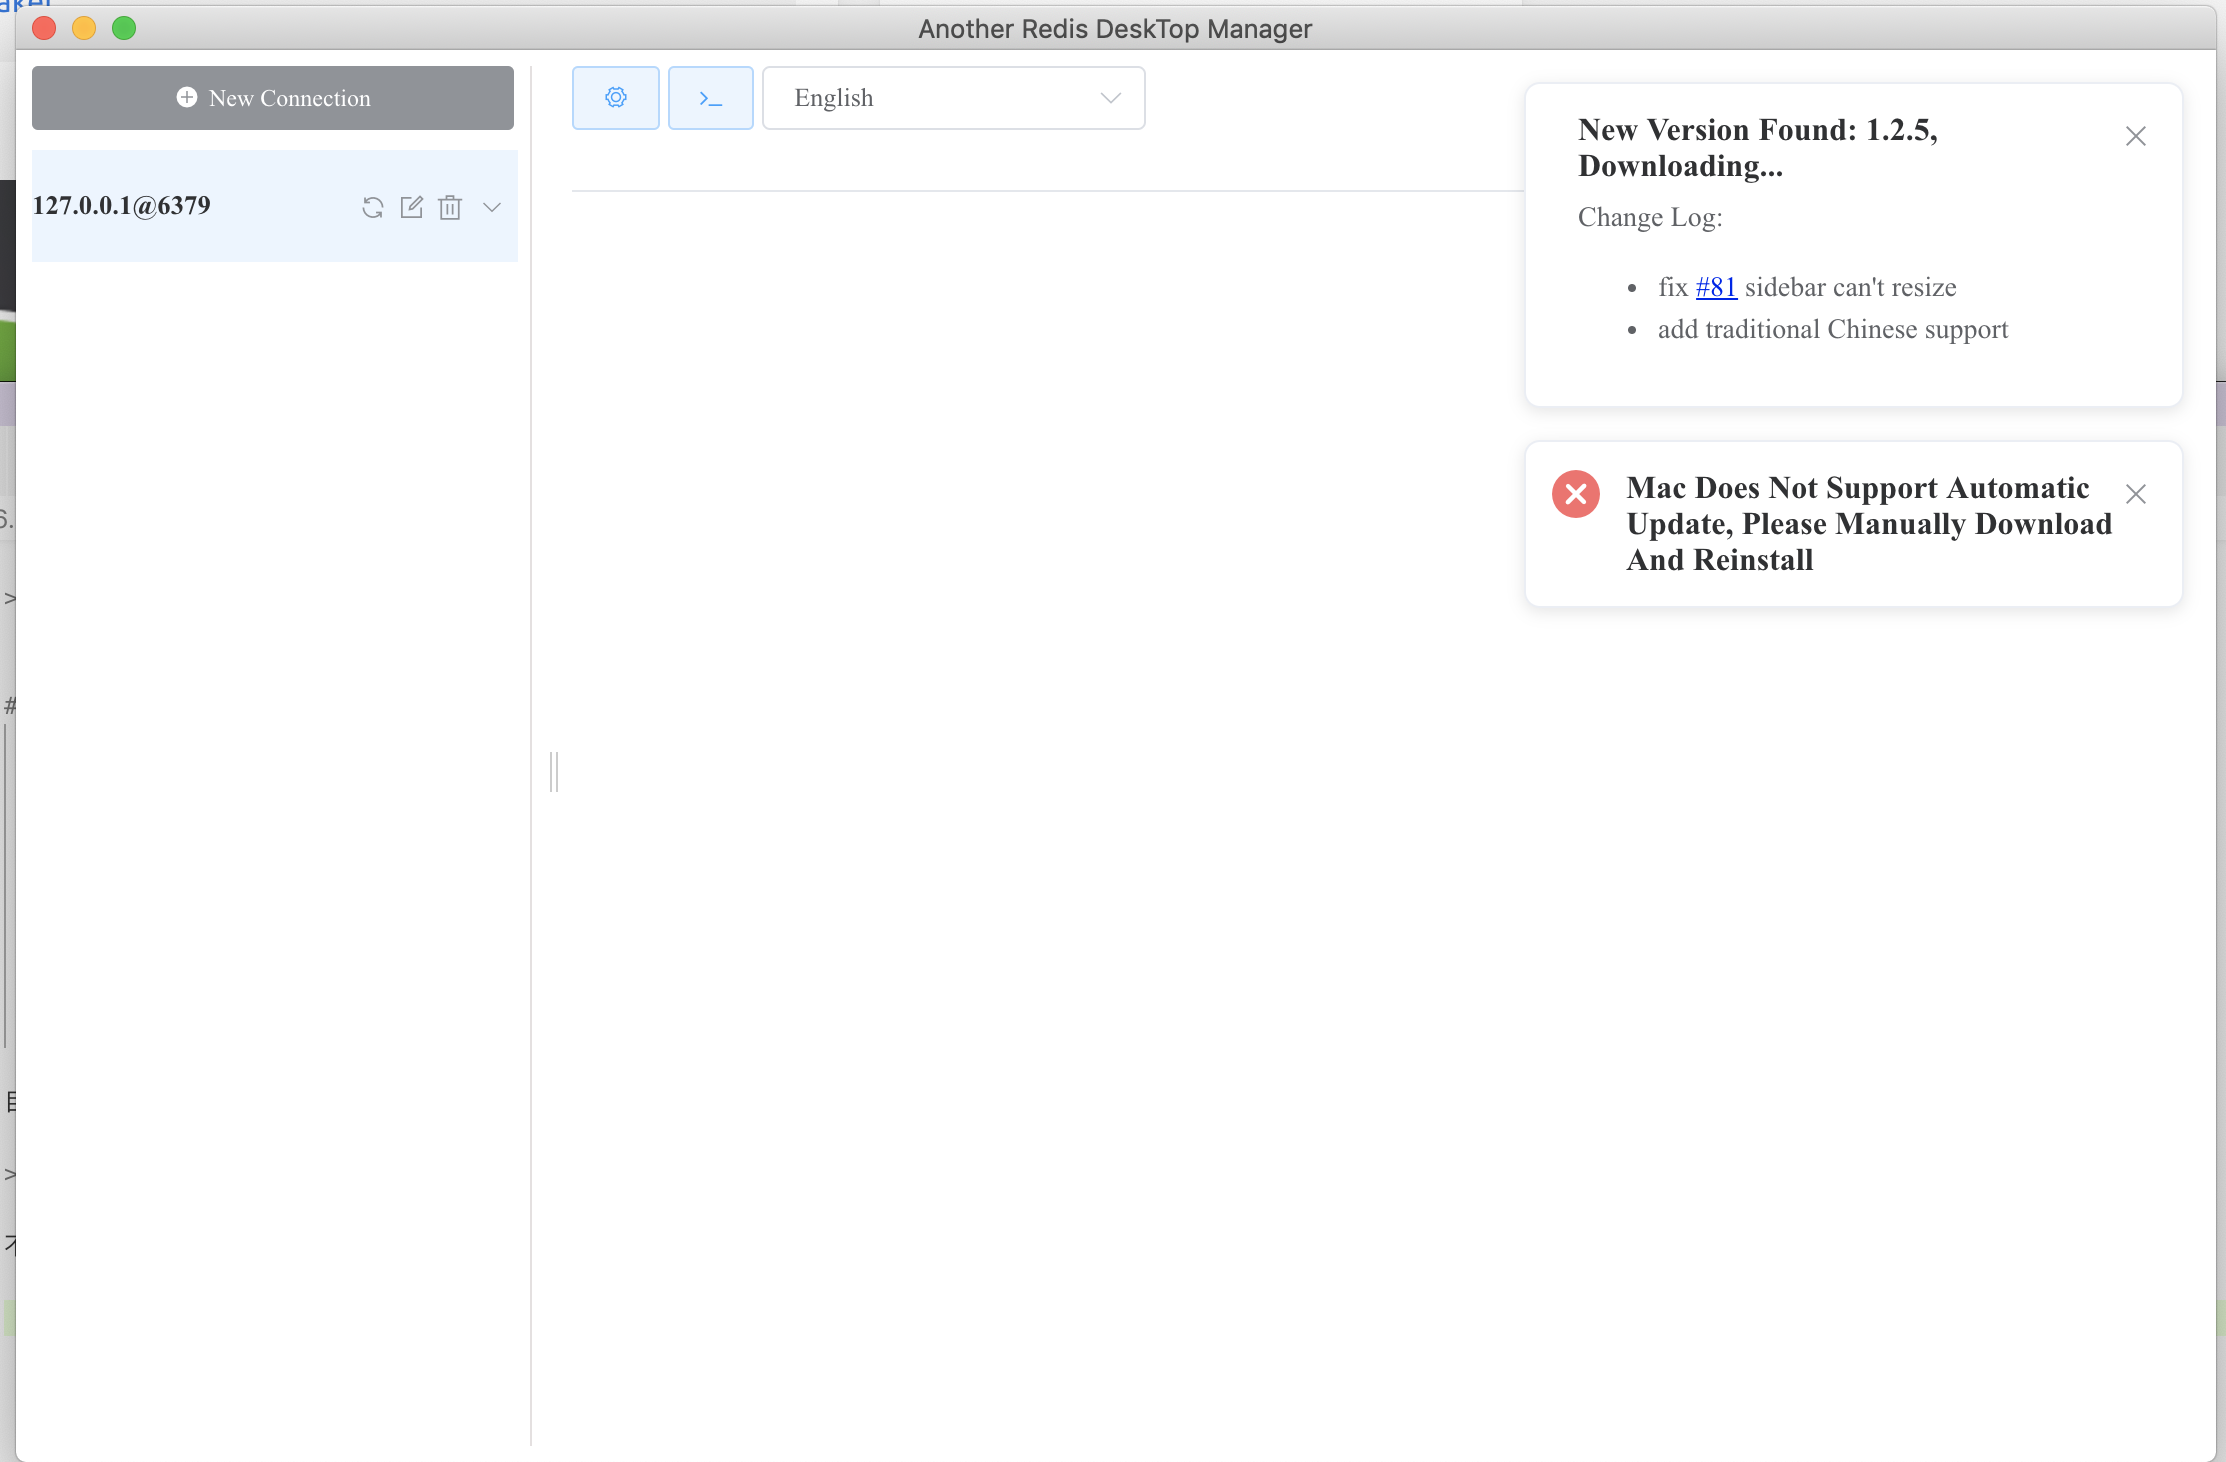 Another Redis DeskTop Manager
New Connection
English
127.0.0.1@6379
New Version Found: 1.2.5,
Downloading...
Change Log:
fix #81 sidebar can't resize
add traditional Chinese support
Mac Does Not Support Automatic
Update, Please Manually Download
And Reinstall